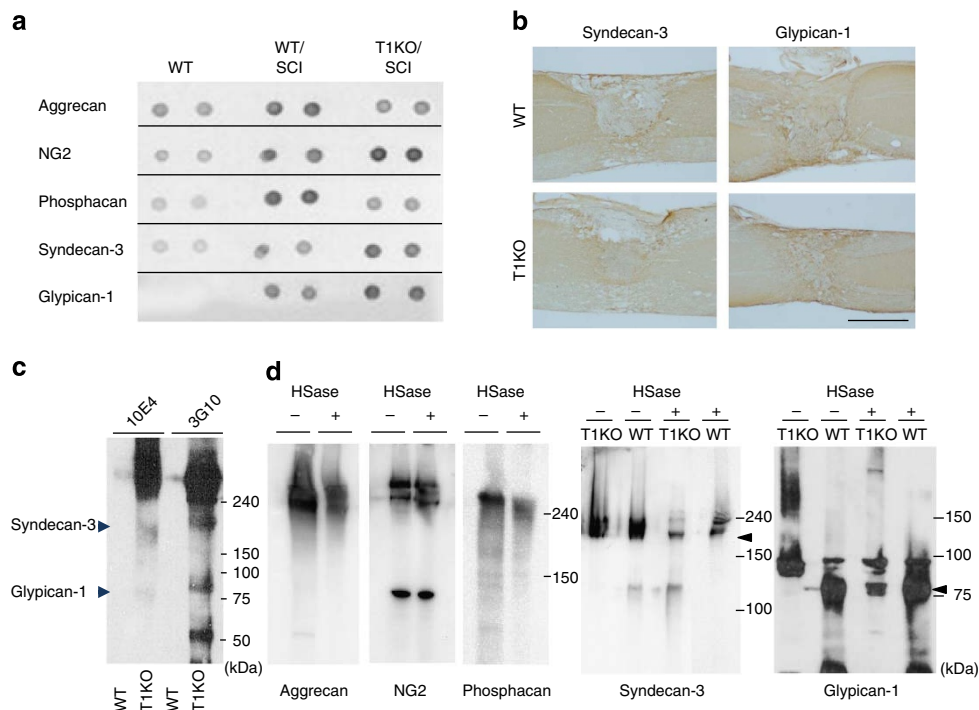 a
WT
WT/
SCI
T1KO/
SCI
Aggrecan
NG2
Phosphacan
Syndecan-3
Glypican-1
b
Syndecan-3
Glypican-1
WT
T1KO
c
10E4
3G10
Syndecan-3
Glypican-1
240
150
100
75
50
(kDa)
WT
T1KO
WT
T1KO
d
HSase
– +
HSase
– +
HSase
– +
240
150
Aggrecan
NG2
Phosphacan
HSase
– – + +
T1KO WT T1KO WT
240
150
100
Syndecan-3
HSase
– – + +
T1KO WT T1KO WT
150
100
75
(kDa)
Glypican-1